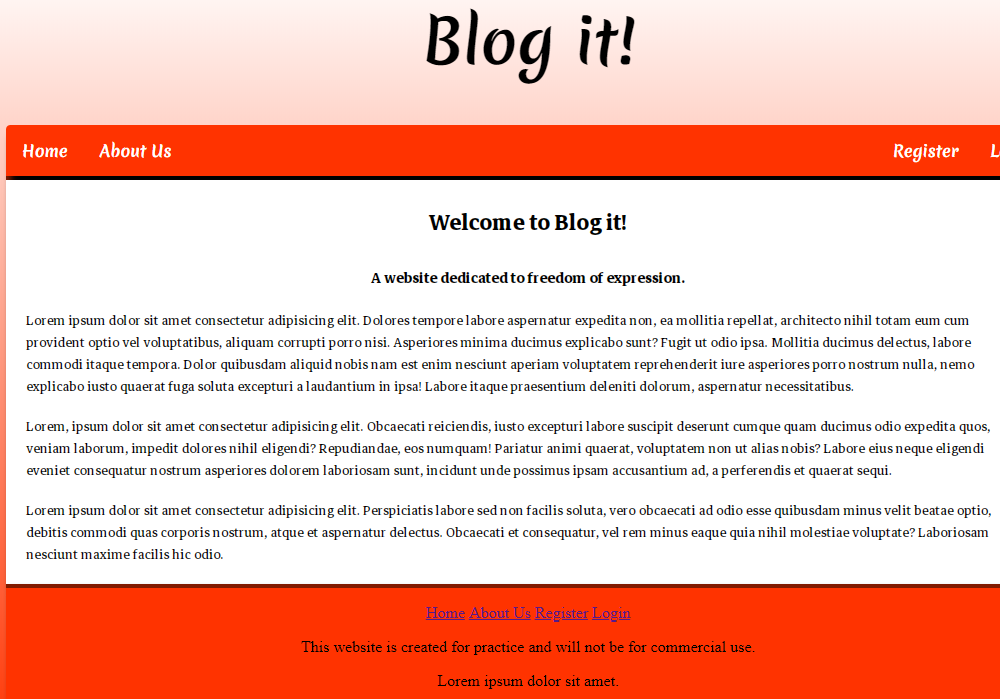 Blog it!
Home About Us Register
Welcome to Blog it!
A website dedicated to freedom of expression.
Lorem ipsum dolor sit amet consectetur adipisicing elit. Dolores tempore labore aspernatur expedita non, ea mollitia repellat, architecto nihil totam eum cum
provident optio vel voluptatibus, aliquam corrupti porro nisi. Asperiores minima ducimus explicabo sunt? Fugit ut odio ipsa. Mollitia ducimus delectus, labore
commodi itaque tempora. Dolor quibusdam aliquid nobis nam est enim nesciunt aperiam voluptatem reprehenderit iure asperiores porro nostrum nulla, nemo
explicabo iusto quaerat fuga soluta excepturi a laudantium in ipsa! Labore itaque praesentium deleniti dolorum, aspernatur necessitatibus.
Lorem, ipsum dolor sit amet consectetur adipisicing elit. Obcaecati reiciendis, iusto excepturi labore suscipit deserunt cumque quam ducimus odio expedita quos,
veniam laborum, impedit dolores nihil eligendi? Repudiandae, eos numquam! Pariatur animi quaerat, voluptatem non ut alias nobis? Labore eius neque eligendi
eveniet consequatur nostrum asperiores dolorem laboriosam sunt, incidunt unde possimus ipsam accusantium ad, a perferendis et quaerat sequi.
Lorem ipsum dolor sit amet consectetur adipisicing elit. Perspiciatis labore sed non facilis soluta, vero obcaecati ad odio esse quibusdam minus velit beatae optio,
debitis commodi quas corporis nostrum, atque et aspernatur delectus. Obcaecati et consequatur, vel rem minus eaque quia nihil molestiae voluptate? Laboriosam
nesciunt maxime facilis hic odio.
Home About Us Register Login
This website is created for practice and will not be for commercial use.
Lorem ipsum dolor sit amet.